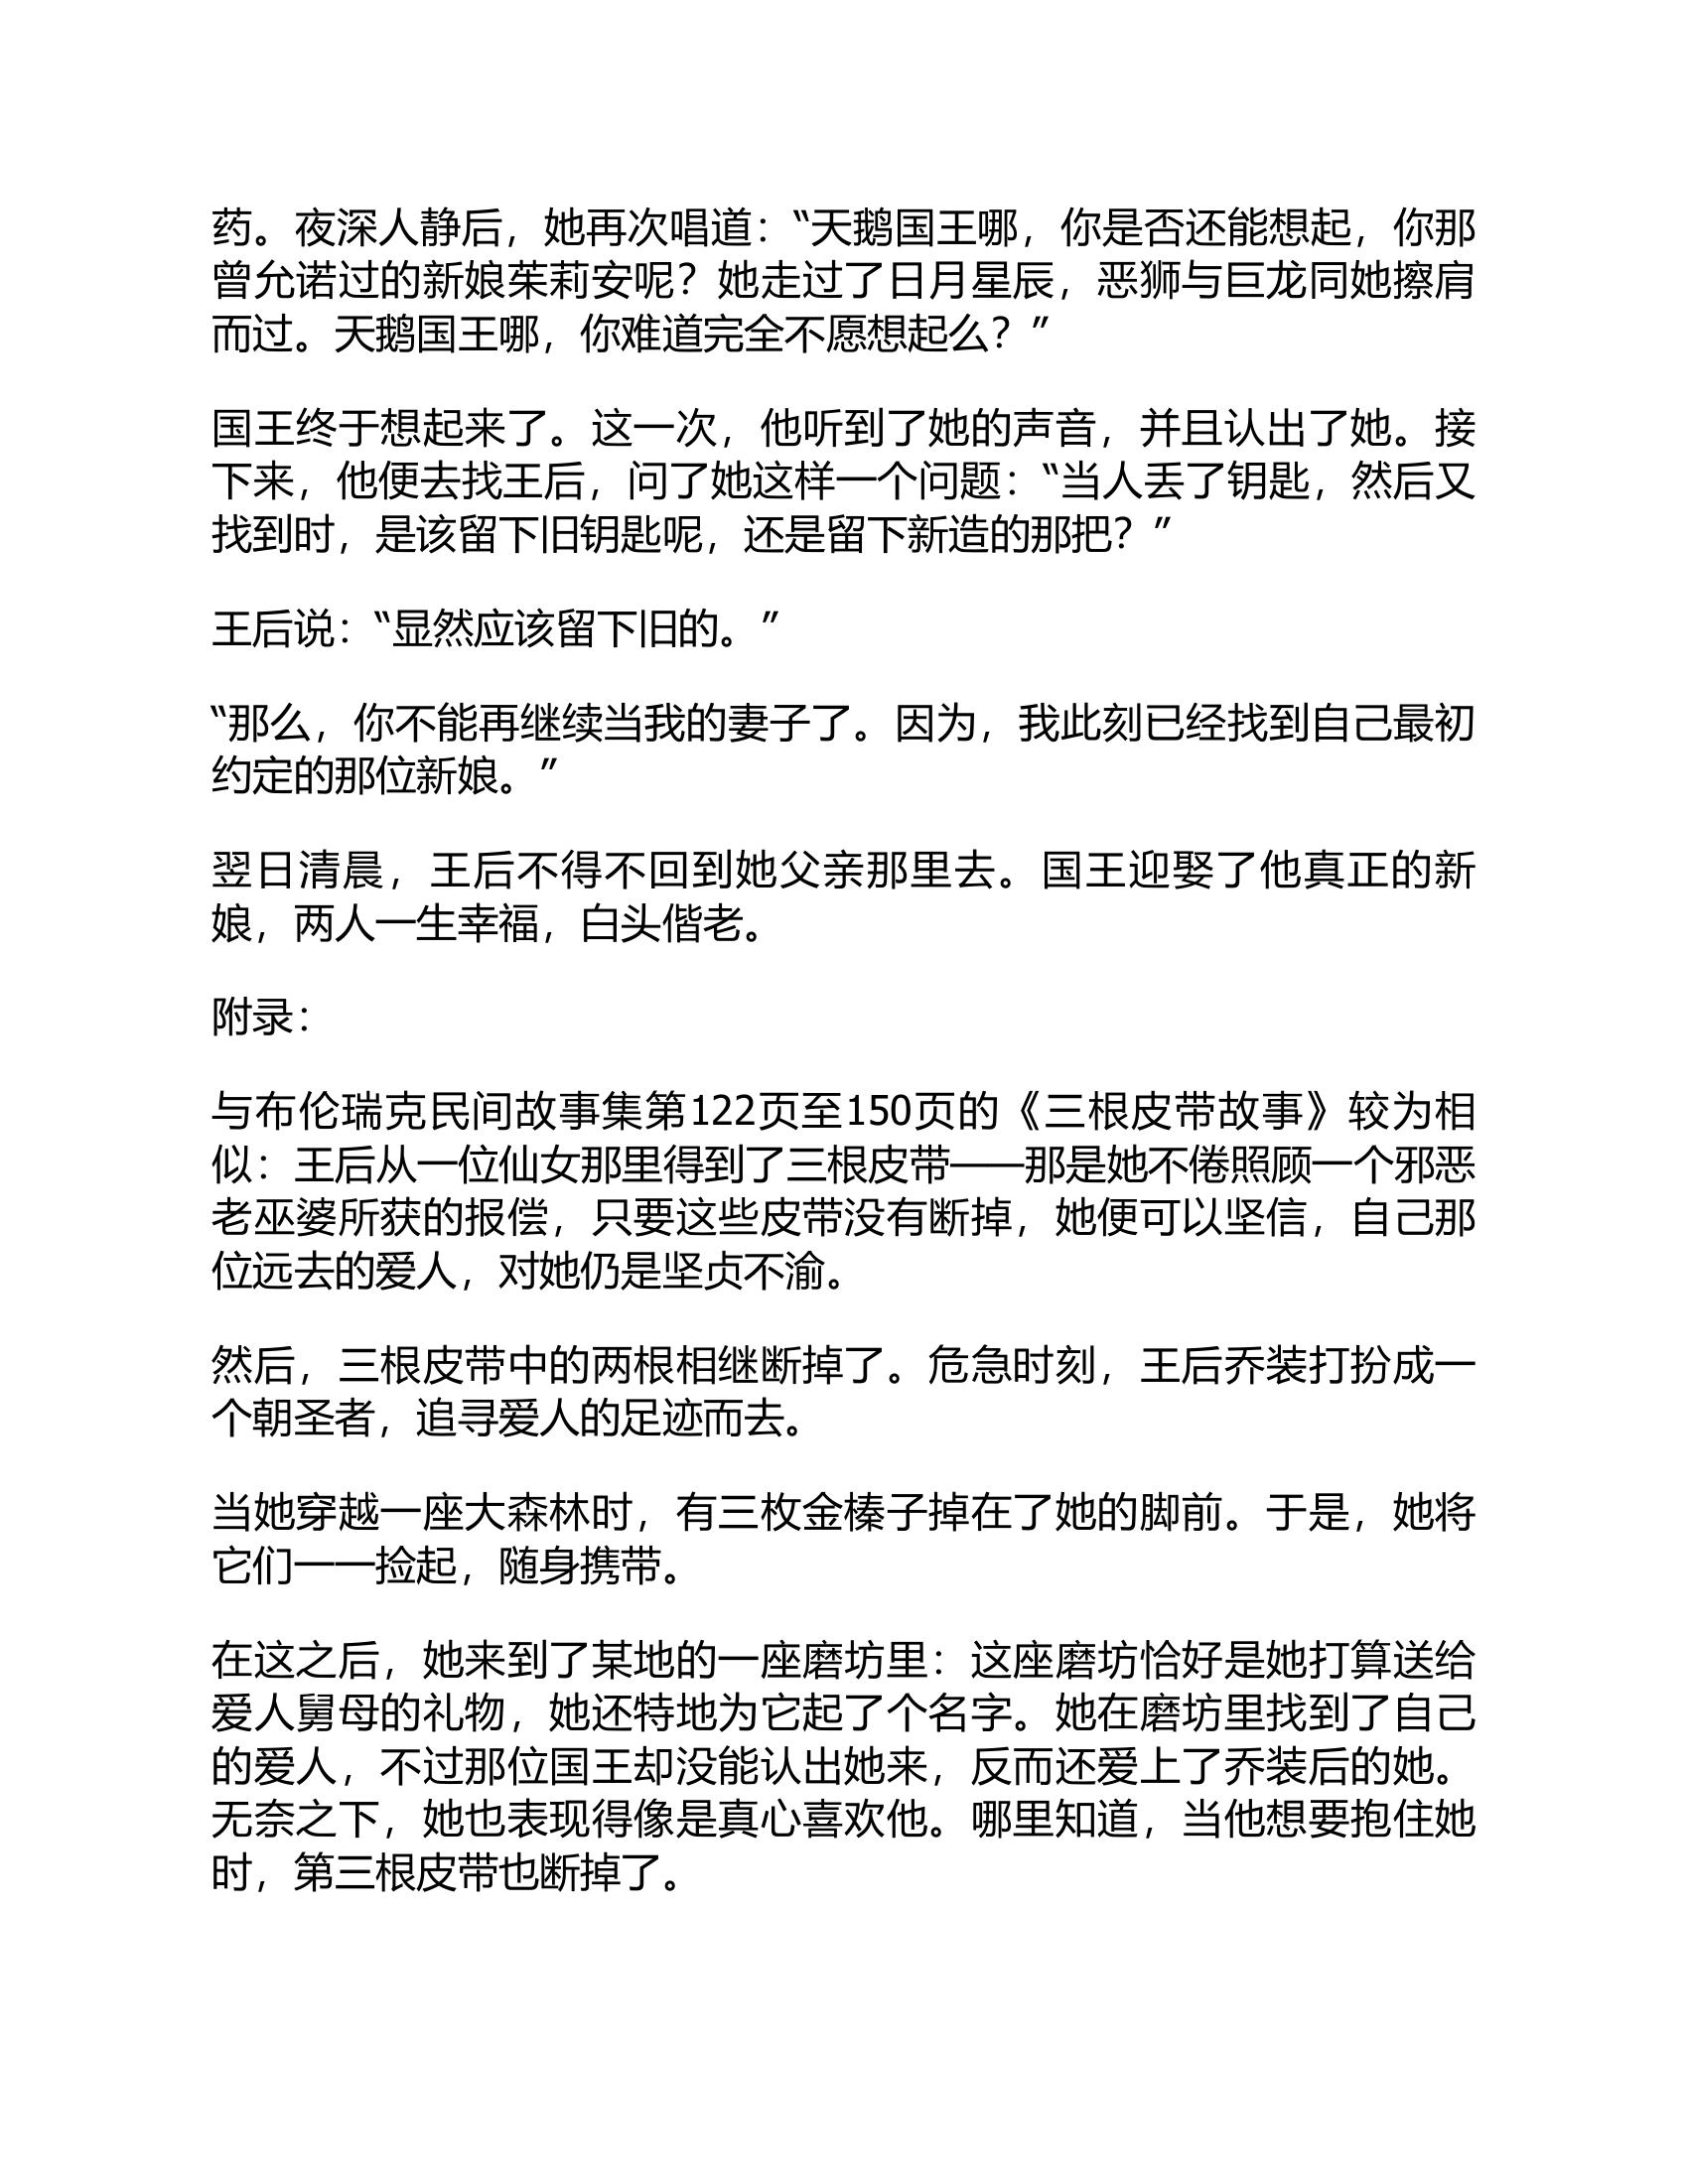 药。夜深人静后，她再次唱道：“天鹅国王哪，你是否还能想起，你那
曾允诺过的新娘茱莉安呢？她走过了日月星辰，恶狮与巨龙同她擦肩
而过。天鹅国王哪，你难道完全不愿想起么？”
国王终于想起来了。这一次，他听到了她的声音，并且认出了她。接
下来，他便去找王后，问了她这样一个问题：“当人丢了钥匙，然后又
找到时，是该留下旧钥匙呢，还是留下新造的那把？”
王后说：“显然应该留下旧的。”
“那么，你不能再继续当我的妻子了。因为，我此刻已经找到自己最初
约定的那位新娘。”
翌日清晨，王后不得不回到她父亲那里去。国王迎娶了他真正的新
娘，两人一生幸福，白头偕老。
附录：
与布伦瑞克民间故事集第122页至150页的《三根皮带故事》较为相
似：王后从一位仙女那里得到了三根皮带——那是她不倦照顾一个邪恶
老巫婆所获的报偿，只要这些皮带没有断掉，她便可以坚信，自己那
位远去的爱人，对她仍是坚贞不渝。
然后，三根皮带中的两根相继断掉了。危急时刻，王后乔装打扮成一
个朝圣者，追寻爱人的足迹而去。
当她穿越一座大森林时，有三枚金榛子掉在了她的脚前。于是，她将
它们一一捡起，随身携带。
在这之后，她来到了某地的一座磨坊里：这座磨坊恰好是她打算送给
爱人舅母的礼物，她还特地为它起了个名字。她在磨坊里找到了自己
的爱人，不过那位国王却没能认出她来，反而还爱上了乔装后的她。
无奈之下，她也表现得像是真心喜欢他。哪里知道，当他想要抱住她
时，第三根皮带也断掉了。